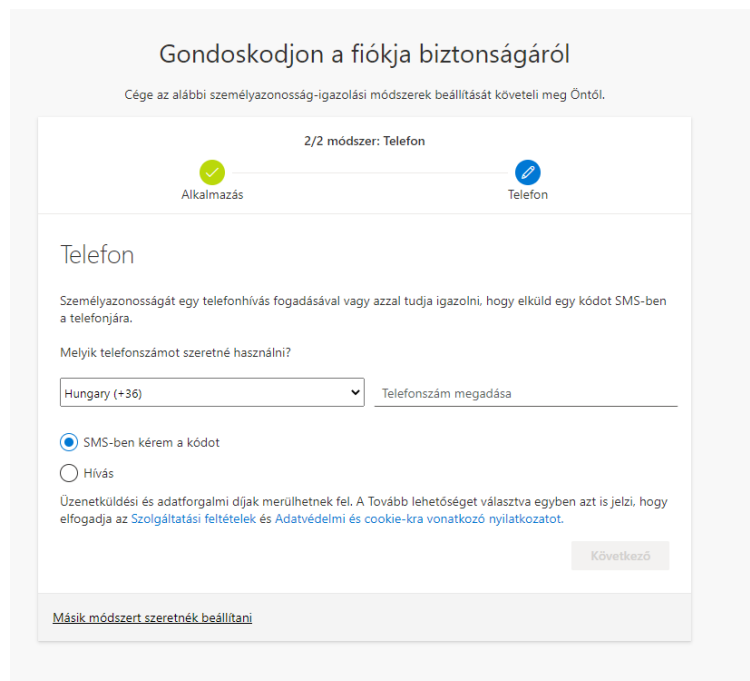 Gondoskodjon a fiókja biztonságáról
Cége az alábbi személyazonosság-igazolási módszerek beállítását követeli meg Öntől.
2/2 módszer: Telefon
Alkalmazás
Telefon
Telefon
Személyazonosságát egy telefonhívás fogadásával vagy azzal tudja igazolni, hogy elküld egy kódot SMS-ben
a telefonjára.
Melyik telefonszámot szeretné használni?
Hungary (+36)
Telefonszám megadása
SMS-ben kérem a kódot
Hívás
Üzenetküldési és adatforgalmi díjak merülhetnek fel. A Tovább lehetőséget választva egyben azt is jelzi, hogy
elfogadja az Szolgáltatási feltételek és Adatvédelmi és cookie-kra vonatkozó nyilatkozatot.
Következő
Másik módszert szeretnék beállítani